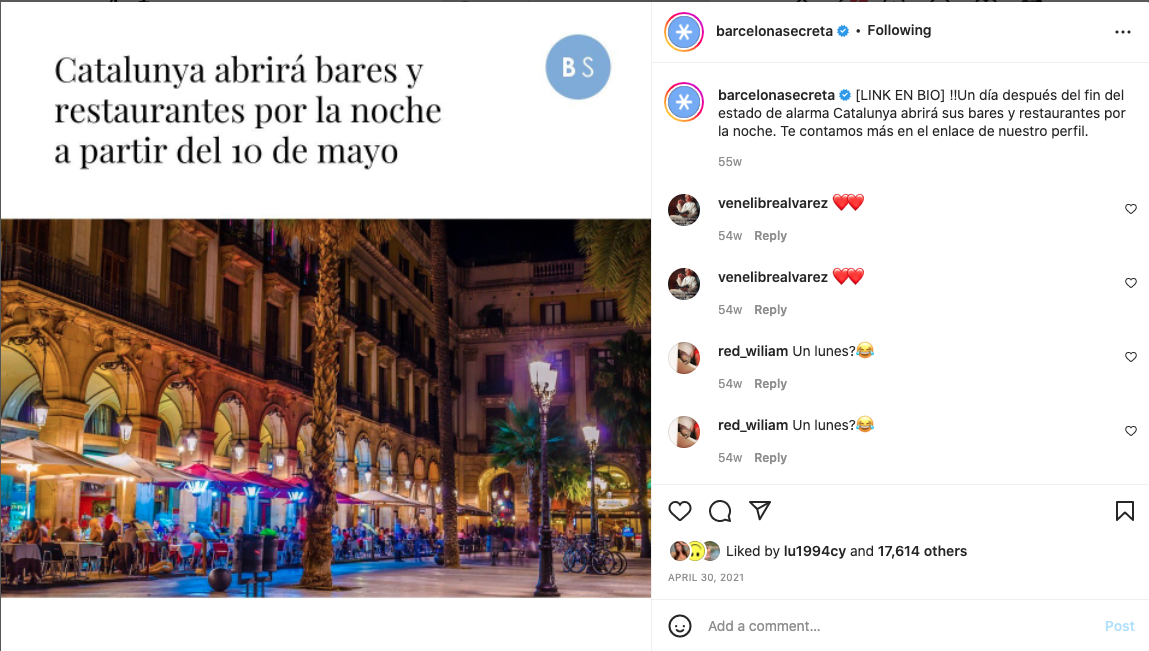 Catalunya abrirá bares y
restaurantes por la noche
a partir del 10 de mayo
BS
barcelonasecreta • Following
barcelonasecreta [LINK EN BIO] !!Un día después del fin del
estado de alarma Catalunya abrirá sus bares y restaurantes por
la noche. Te contamos más en el enlace de nuestro perfil.
55w
venelibrealvarez ❤️❤️
54w Reply
venelibrealvarez ❤️❤️
54w Reply
red_wiliam Un lunes?😂
54w Reply
red_wiliam Un lunes?😂
54w Reply
Liked by lu1994cy and 17,614 others
APRIL 30, 2021
Add a comment...
Post